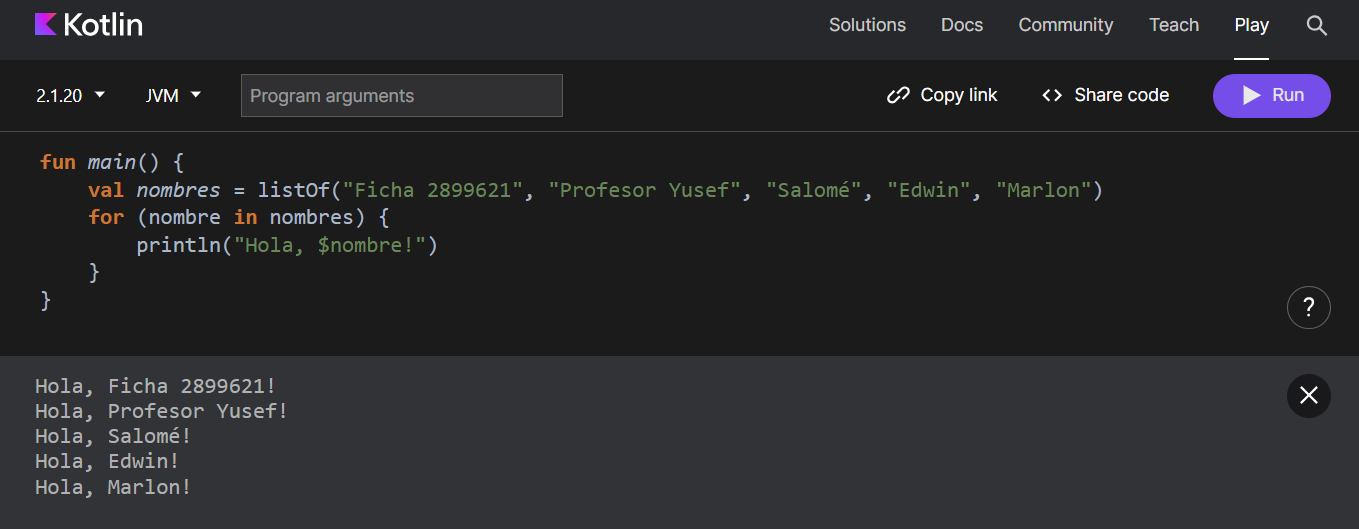 Kotlin Solutions Docs Community Teach Play
2.1.20 JVM Program arguments Copy link <> Share code Run
fun main() {
    val nombres = listOf("Ficha 2899621", "Profesor Yusef", "Salomé", "Edwin", "Marlon")
    for (nombre in nombres) {
        println("Hola, $nombre!")
    }
}
?
Hola, Ficha 2899621!
Hola, Profesor Yusef!
Hola, Salomé!
Hola, Edwin!
Hola, Marlon!